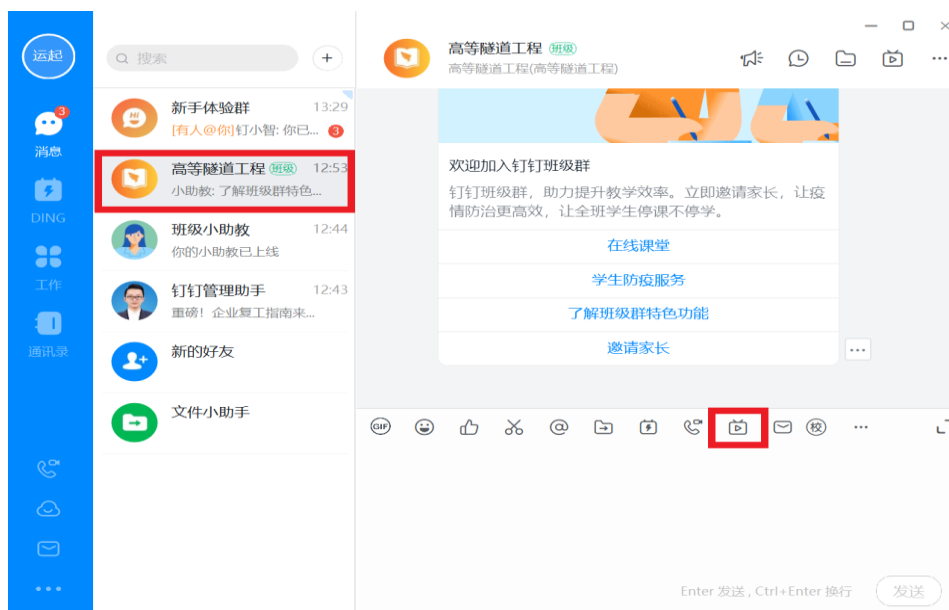 运起
3
消息
DING
工作
通讯录
搜索
新手体验群 13:29
[有人@你]钉小智: 你已... 3
高等隧道工程 班级 12:53
小助教: 了解班级群特色...
班级小助教 12:44
你的小助教已上线
钉钉管理助手 12:43
重磅！企业复工指南来...
新的好友
文件小助手
高等隧道工程 班级
高等隧道工程(高等隧道工程)
欢迎加入钉钉班级群
钉钉班级群，助力提升教学效率。立即邀请家长，让疫
情防治更高效，让全班学生停课不停学。
在线课堂
学生防疫服务
了解班级群特色功能
邀请家长
GIF
校
Enter 发送 , Ctrl+Enter 换行
发送